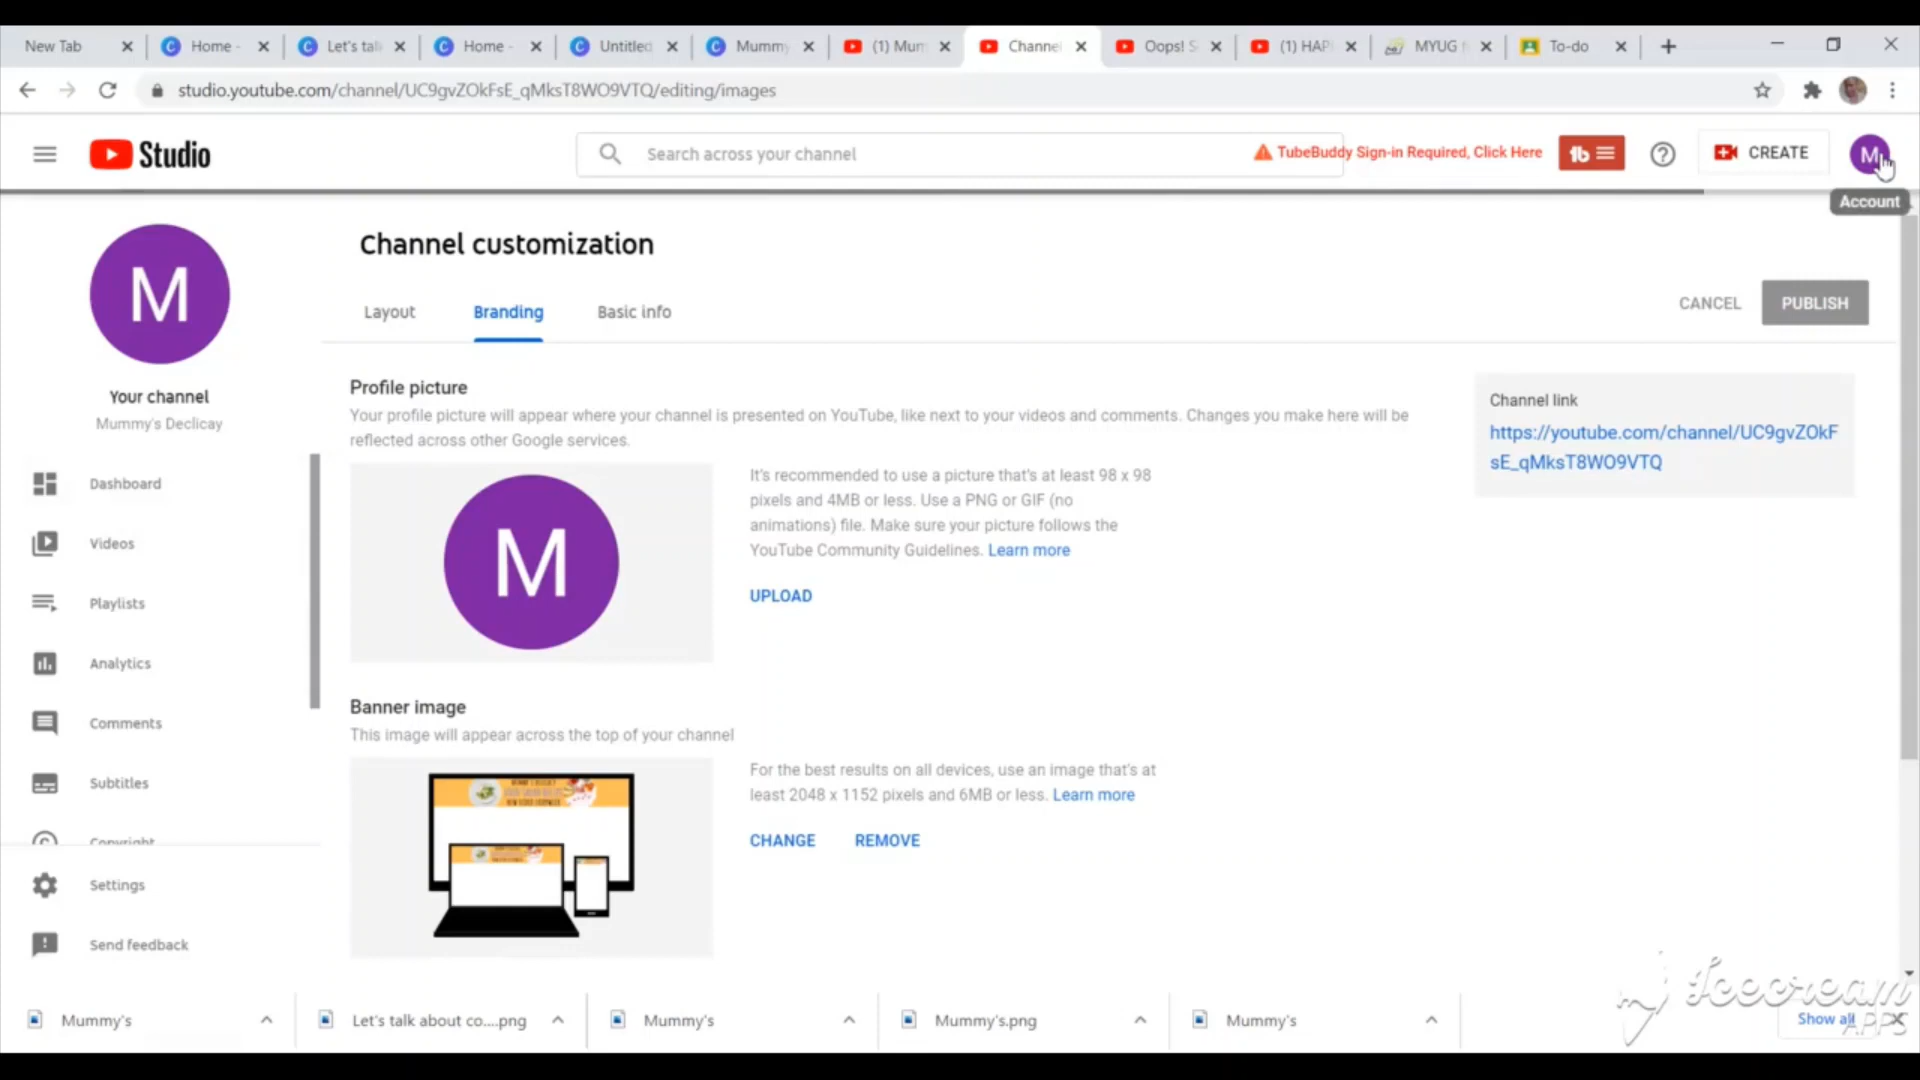 New Tab
Home -
Let's tal
Home -
Untitled
Mummy
(1) Mum
Channel
Oops! S
(1) HAP
MYUG
To-do
studio.youtube.com/channel/UC9gvZOkFsE_qMksT8WO9VTQ/editing/images
Studio
Search across your channel
TubeBuddy Sign-in Required, Click Here
CREATE
M
Account
M
Your channel
Mummy's Declicay
Dashboard
Videos
Playlists
Analytics
Comments
Subtitles
Copyright
Settings
Send feedback
Channel customization
Layout
Branding
Basic info
CANCEL
PUBLISH
Profile picture
Your profile picture will appear where your channel is presented on YouTube, like next to your videos and comments. Changes you make here will be
reflected across other Google services.
M
It's recommended to use a picture that's at least 98 x 98
pixels and 4MB or less. Use a PNG or GIF (no
animations) file. Make sure your picture follows the
YouTube Community Guidelines. Learn more
UPLOAD
Channel link
https://youtube.com/channel/UC9gvZOkF
sE_qMksT8WO9VTQ
Banner image
This image will appear across the top of your channel
For the best results on all devices, use an image that's at
least 2048 x 1152 pixels and 6MB or less. Learn more
CHANGE
REMOVE
Mummy's
Let's talk about co....png
Mummy's
Mummy's.png
Mummy's
Show all
Icecream
APPS